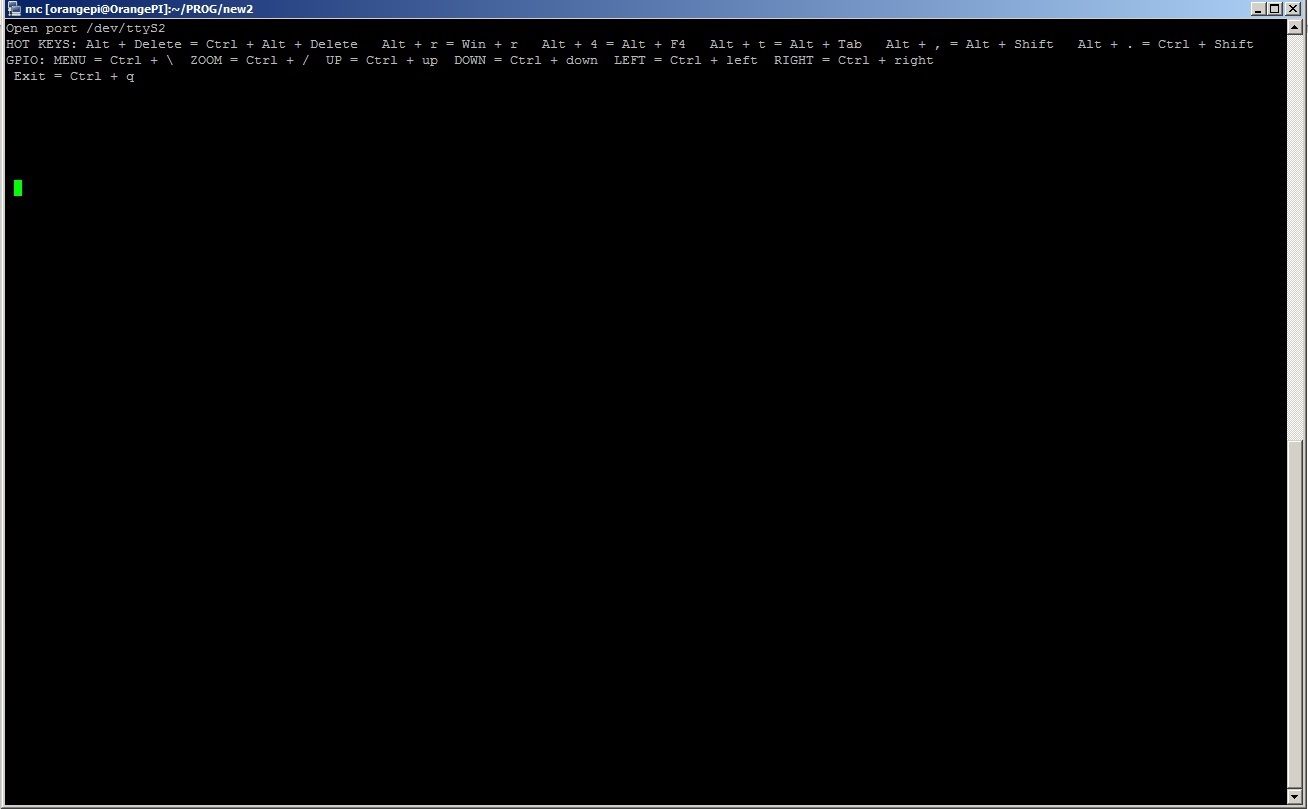 mc [orangepi@OrangePI]:~/PROG/new2
Open port /dev/ttyS2
HOT KEYS: Alt + Delete = Ctrl + Alt + Delete   Alt + r = Win + r   Alt + 4 = Alt + F4   Alt + t = Alt + Tab   Alt + , = Alt + Shift   Alt + . = Ctrl + Shift
GPIO: MENU = Ctrl + \  ZOOM = Ctrl + /  UP = Ctrl + up  DOWN = Ctrl + down  LEFT = Ctrl + left  RIGHT = Ctrl + right
Exit = Ctrl + q